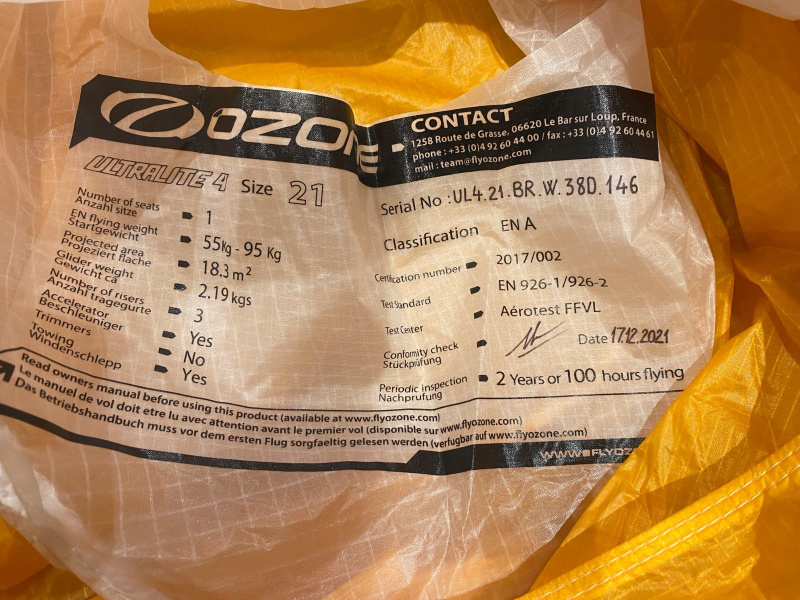 OZONE
ULTRALITE 4 Size 21
Number of seats
Anzahl sitze
1
EN flying weight
Startgewicht
55kg - 95 Kg
Projected area
Projeziert flache
18.3 m²
Glider weight
Gewicht ca
2.19 kgs
Number of risers
Anzahl tragegurte
3
Accelerator
Beschleuniger
Yes
Trimmers
No
Towing
Windenschlepp
Yes
CONTACT
1258 Route de Grasse, 06620 Le Bar sur Loup, France
phone : +33 (0)4 92 60 44 00 / fax : +33 (0)4 92 60 44 61
mail : team@flyozone.com
Serial No : UL4.21.BR.W.38D.146
Classification EN A
Certification number 2017/002
Test Standard EN 926-1/926-2
Test Center Aérotest FFVL
Conformity check
Stückprüfung
Date 17.12.2021
Periodic inspection
Nachprufung
2 Years or 100 hours flying
Read owners manual before using this product (available at www.flyozone.com)
Le manuel de vol doit etre lu avec attention avant le premier vol (disponible sur www.flyozone.com)
Das Betriebshandbuch muss vor dem ersten Flug sorgfaeltig gelesen werden (verfugbar auf www.flyozone.com)